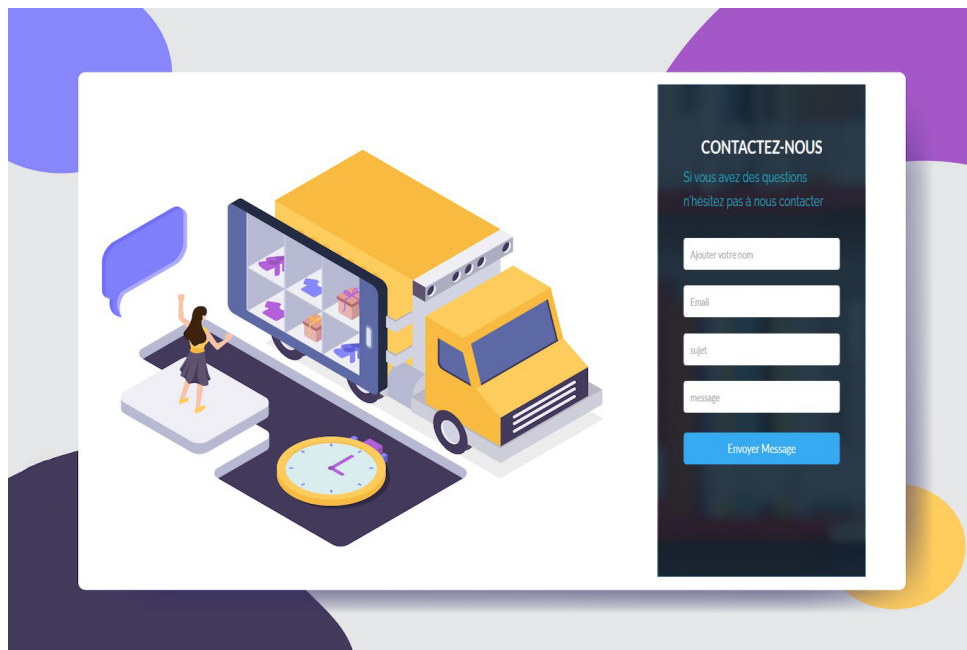 CONTACTEZ-NOUS
Si vous avez des questions
n'hésitez pas à nous contacter
Ajouter votre nom
Email
sujet
message
Envoyer Message